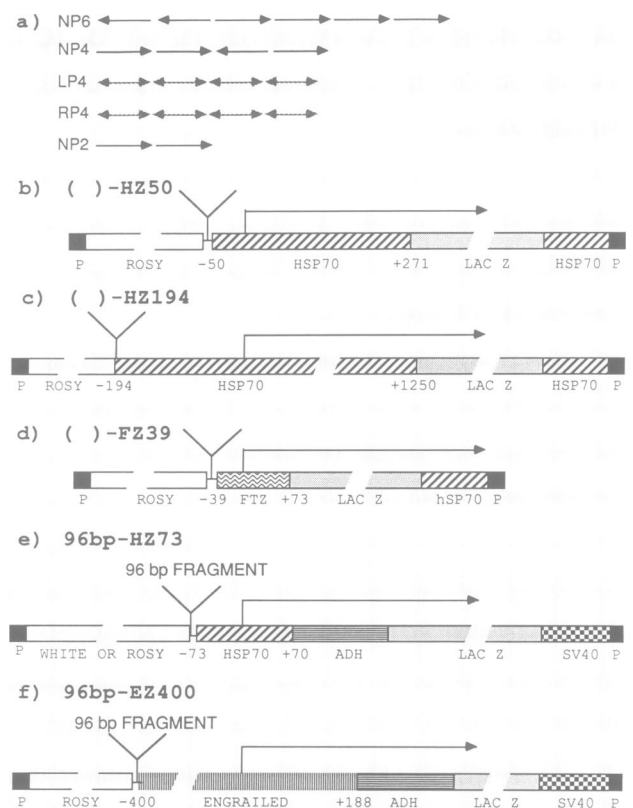 a) NP6
NP4
LP4
RP4
NP2
b) ( )-HZ50
P ROSY -50 HSP70 +271 LAC Z HSP70 P
c) ( )-HZ194
P ROSY -194 HSP70 +1250 LAC Z HSP70 P
d) ( )-FZ39
P ROSY -39 FTZ +73 LAC Z hSP70 P
e) 96bp-HZ73
96 bp FRAGMENT
P WHITE OR ROSY -73 HSP70 +70 ADH LAC Z SV40 P
f) 96bp-EZ400
96 bp FRAGMENT
P ROSY -400 ENGRAILED +188 ADH LAC Z SV40 P